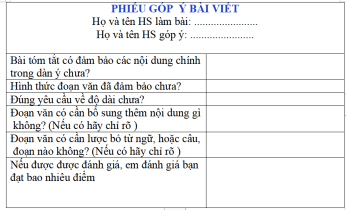 PHIẾU GÓP Ý BÀI VIẾT
Họ và tên HS làm bài: .....................
Họ và tên HS góp ý: .....................
Bài tóm tắt có đảm bảo các nội dung chính
trong dàn ý chưa?
Hình thức đoạn văn đã đảm bảo chưa?
Đúng yêu cầu về độ dài chưa?
Đoạn văn có cần bổ sung thêm nội dung gì
không? (Nếu có hãy chỉ rõ )
Đoạn văn có cần lược bỏ từ ngữ, hoặc câu,
đoạn nào không? (Nếu có hãy chỉ rõ )
Nếu được được đánh giá, em đánh giá bạn
đạt bao nhiêu điểm